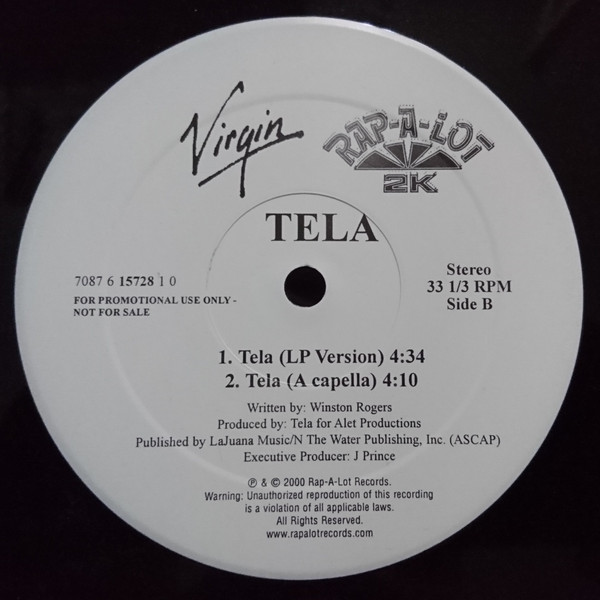 Virgin
RAP-A-LOT
2K
TELA
7087 6 15728 1 0
FOR PROMOTIONAL USE ONLY -
NOT FOR SALE
Stereo
33 1/3 RPM
Side B
1. Tela (LP Version) 4:34
2. Tela (A capella) 4:10
Written by: Winston Rogers
Produced by: Tela for Alet Productions
Published by LaJuana Music/N The Water Publishing, Inc. (ASCAP)
Executive Producer: J Prince
℗ & © 2000 Rap-A-Lot Records.
Warning: Unauthorized reproduction of this recording
is a violation of all applicable laws.
All Rights Reserved.
www.rapalotrecords.com